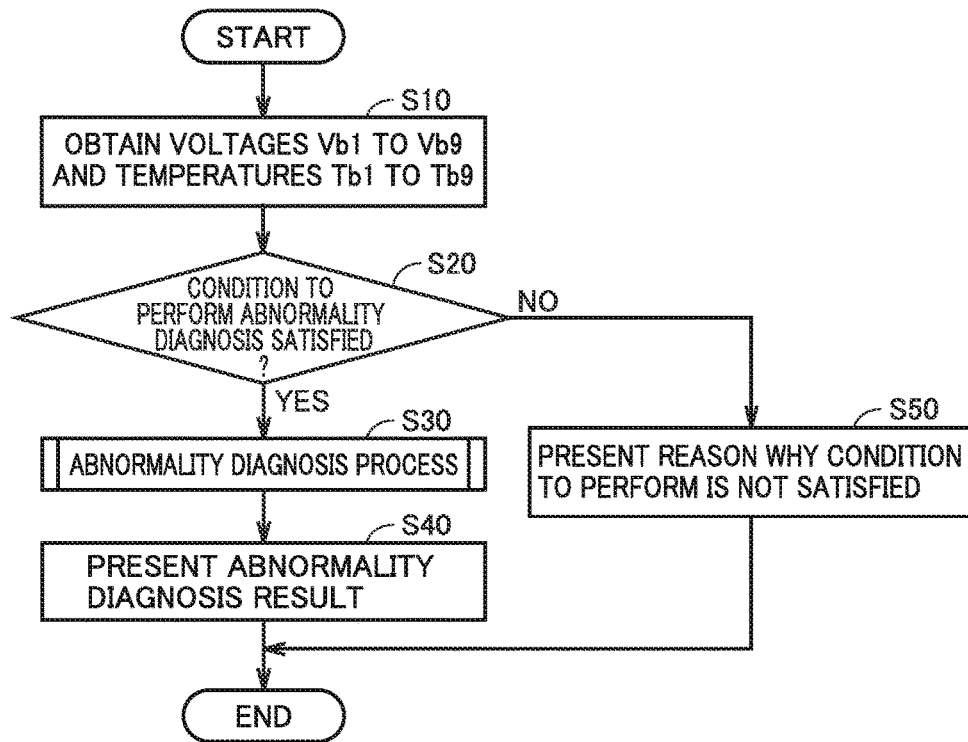 START
S10
OBTAIN VOLTAGES Vb1 TO Vb9
AND TEMPERATURES Tb1 TO Tb9
S20
CONDITION TO
PERFORM ABNORMALITY
DIAGNOSIS SATISFIED
?
NO
YES
S30
ABNORMALITY DIAGNOSIS PROCESS
S50
PRESENT REASON WHY CONDITION
TO PERFORM IS NOT SATISFIED
S40
PRESENT ABNORMALITY
DIAGNOSIS RESULT
END